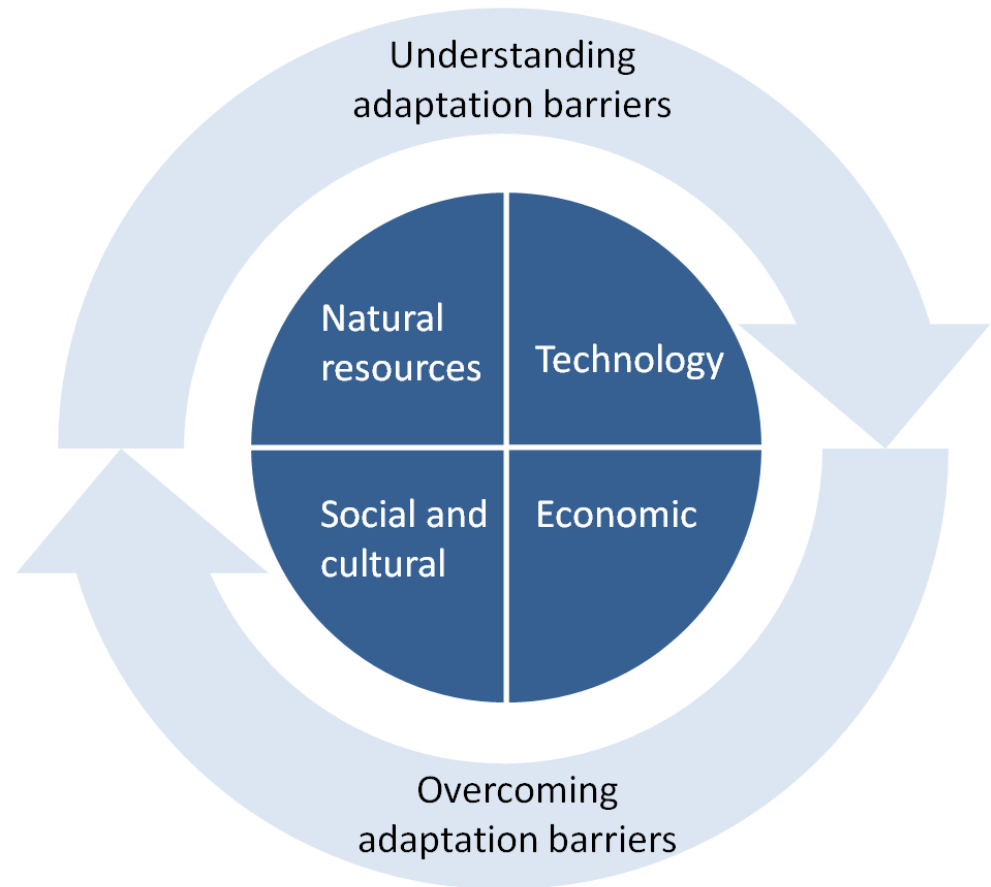 Understanding
adaptation barriers
Natural
resources
Technology
Social and
cultural
Economic
Overcoming
adaptation barriers